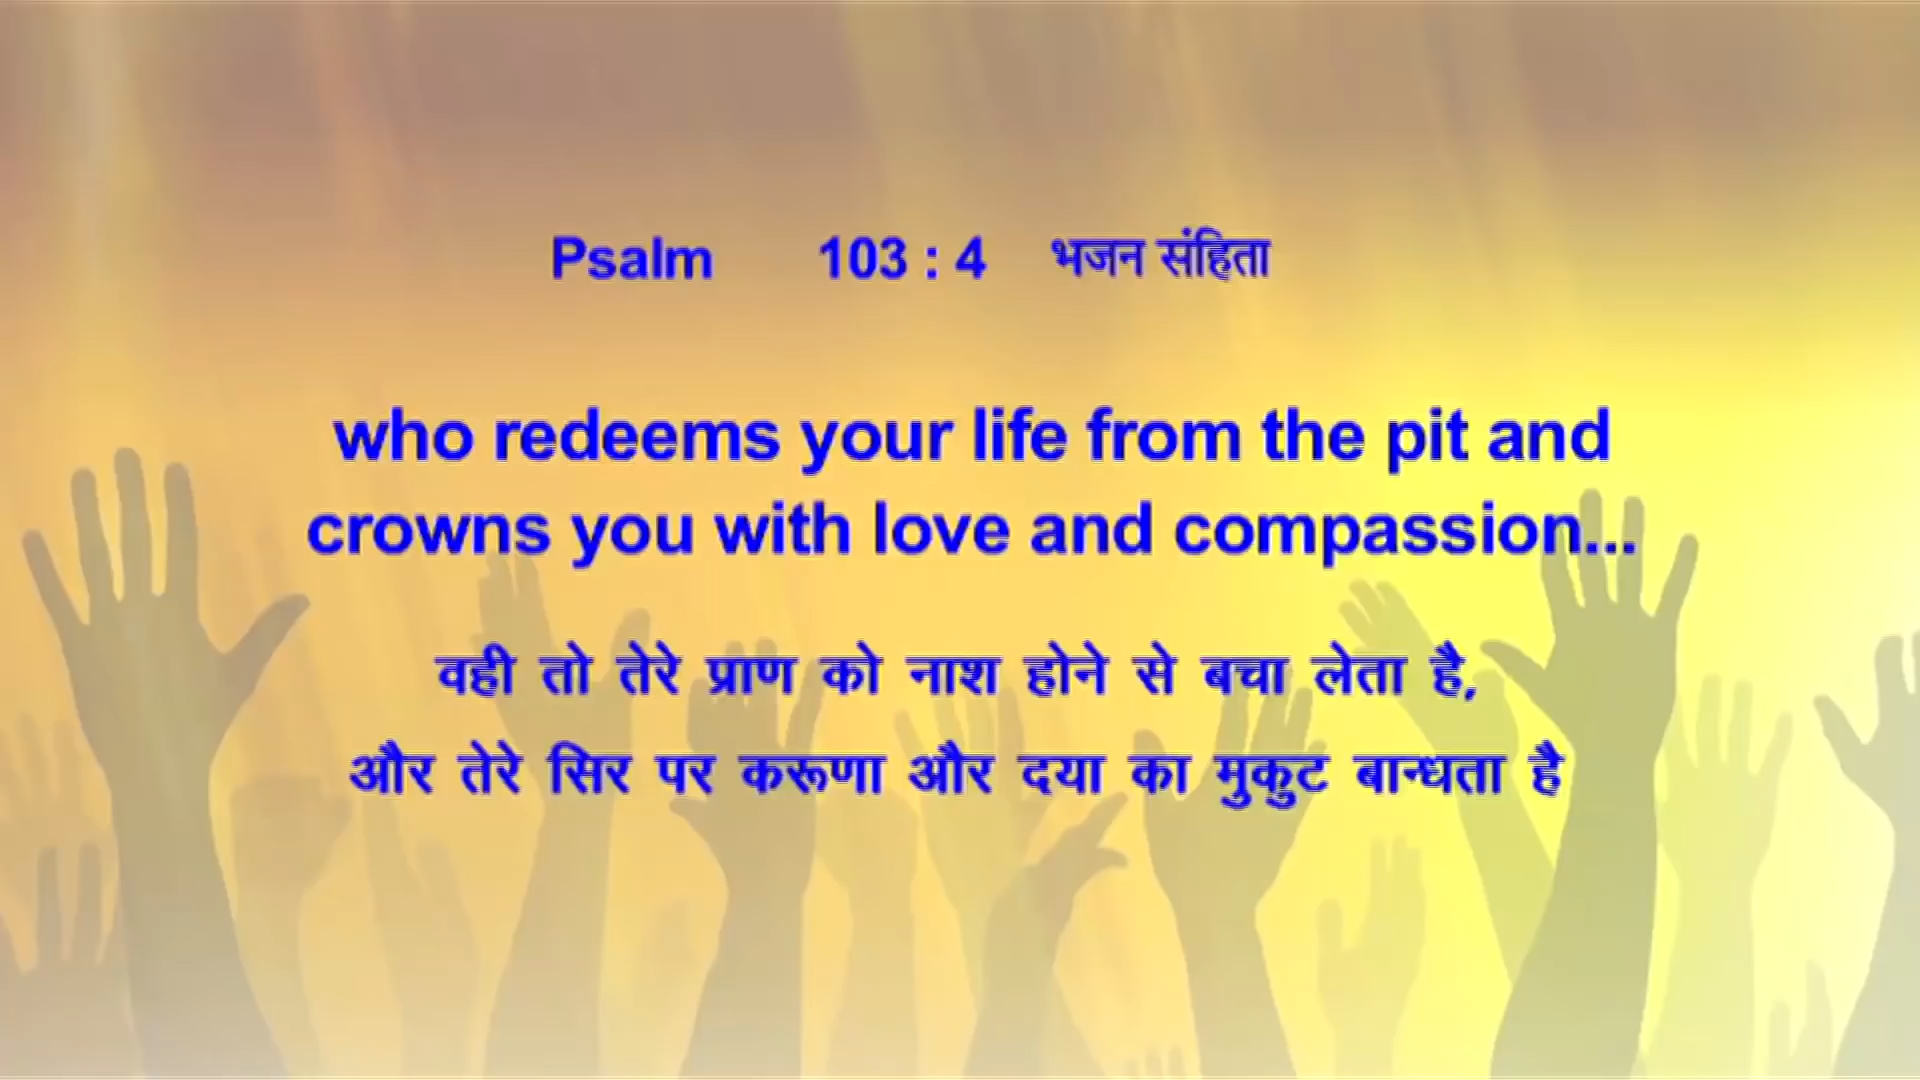 Psalm 103 : 4 भजन संहिता
who redeems your life from the pit and
crowns you with love and compassion...
वही तो तेरे प्राण को नाश होने से बचा लेता है,
और तेरे सिर पर करूणा और दया का मुकुट बान्धता है